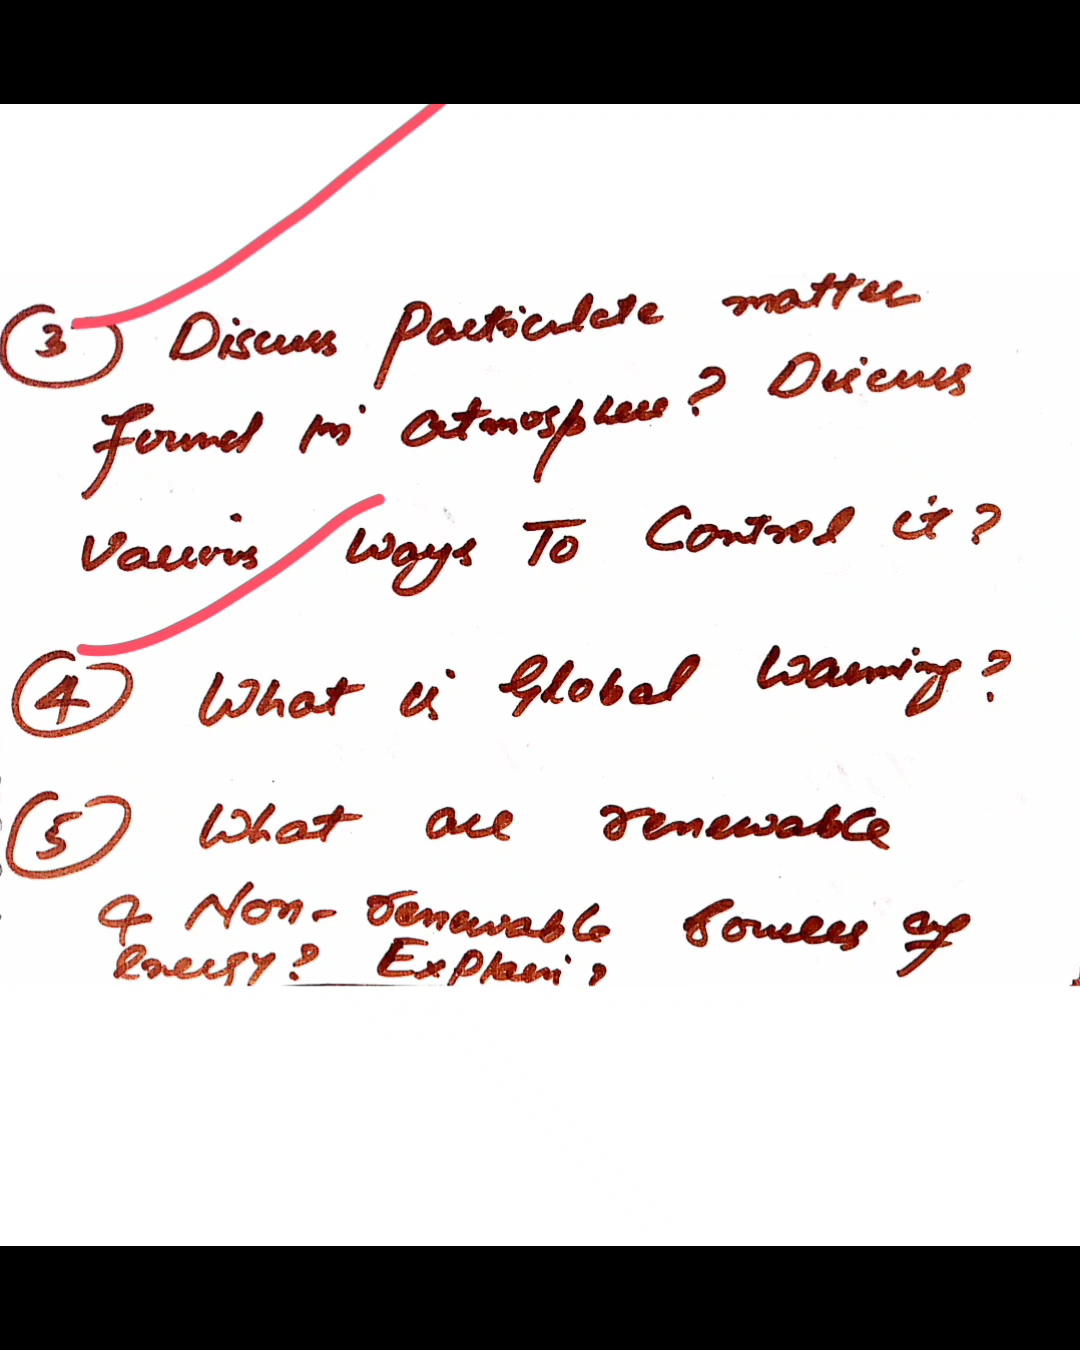 3 Discuss particulate matter
found in atmosphere? Discuss
Various ways To Control it?
4 What is Global Warming?
5 What are renewable
& Non-renewable Sources of
Energy? Explain?